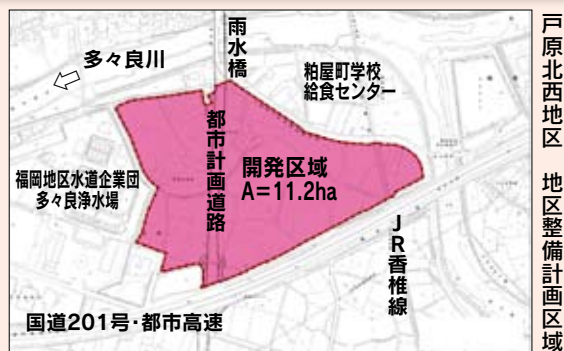 戸原北西地区 地区整備計画区域
多々良川
雨水橋
粕屋町学校
給食センター
都市計画道路
開発区域
A=11.2ha
福岡地区水道企業団
多々良浄水場
JR香椎線
国道201号・都市高速